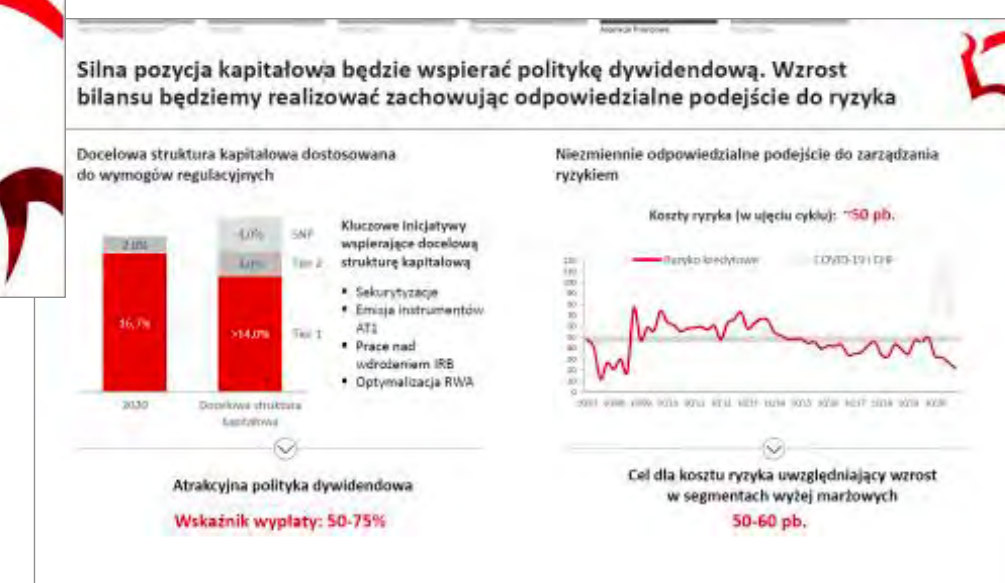 Silna pozycja kapitałowa będzie wspierać politykę dywidendową. Wzrost
bilansu będziemy realizować zachowując odpowiedzialne podejście do ryzyka
Docelowa struktura kapitałowa dostosowana
do wymogów regulacyjnych
2,0%
16,7%
2020
SNP
Tier 2
>14,0%
Tier 1
Docelowa struktura
kapitałowa
Kluczowe inicjatywy
wspierające docelową
strukturę kapitałową
▪ Sekurytyzacje
▪ Emisja instrumentów
AT1
▪ Prace nad
wdrożeniem IRB
▪ Optymalizacja RWA
Atrakcyjna polityka dywidendowa
Wskaźnik wypłaty: 50-75%
Niezmiennie odpowiedzialne podejście do zarządzania
ryzykiem
Koszty ryzyka (w ujęciu cyklu): ~50 pb.
Ryzyko kredytowe
COVID-19 i CHF
Cel dla kosztu ryzyka uwzględniający wzrost
w segmentach wyżej marżowych
50-60 pb.